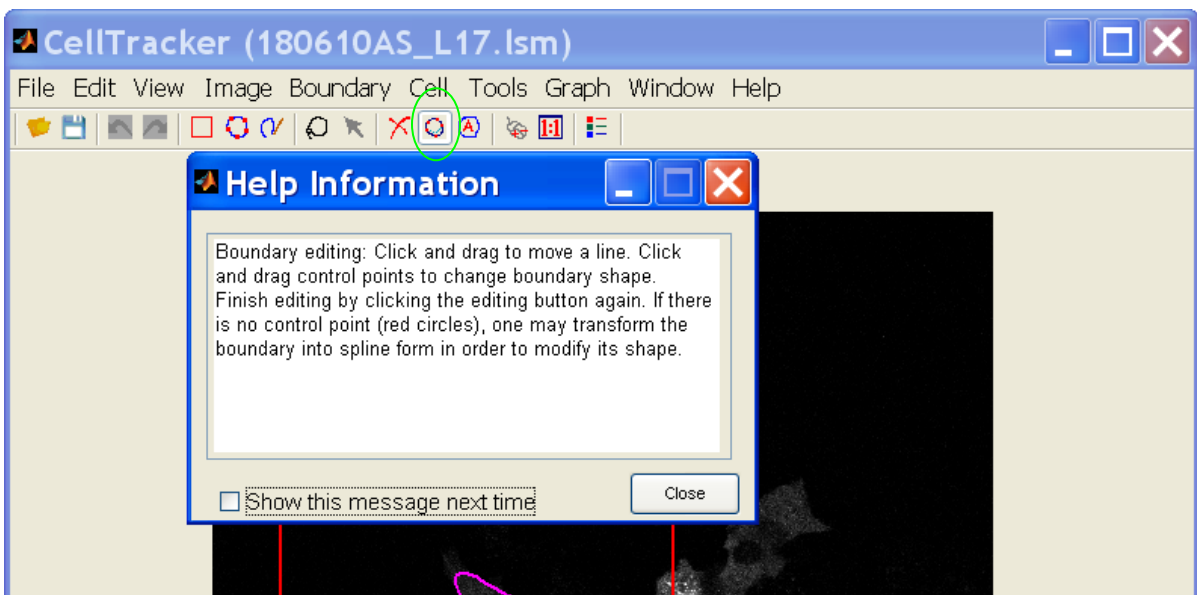 CellTracker (180610AS_L17.lsm)
File Edit View Image Boundary Cell Tools Graph Window Help
A 1:1
Help Information
Boundary editing: Click and drag to move a line. Click
and drag control points to change boundary shape.
Finish editing by clicking the editing button again. If there
is no control point (red circles), one may transform the
boundary into spline form in order to modify its shape.
Show this message next time
Close